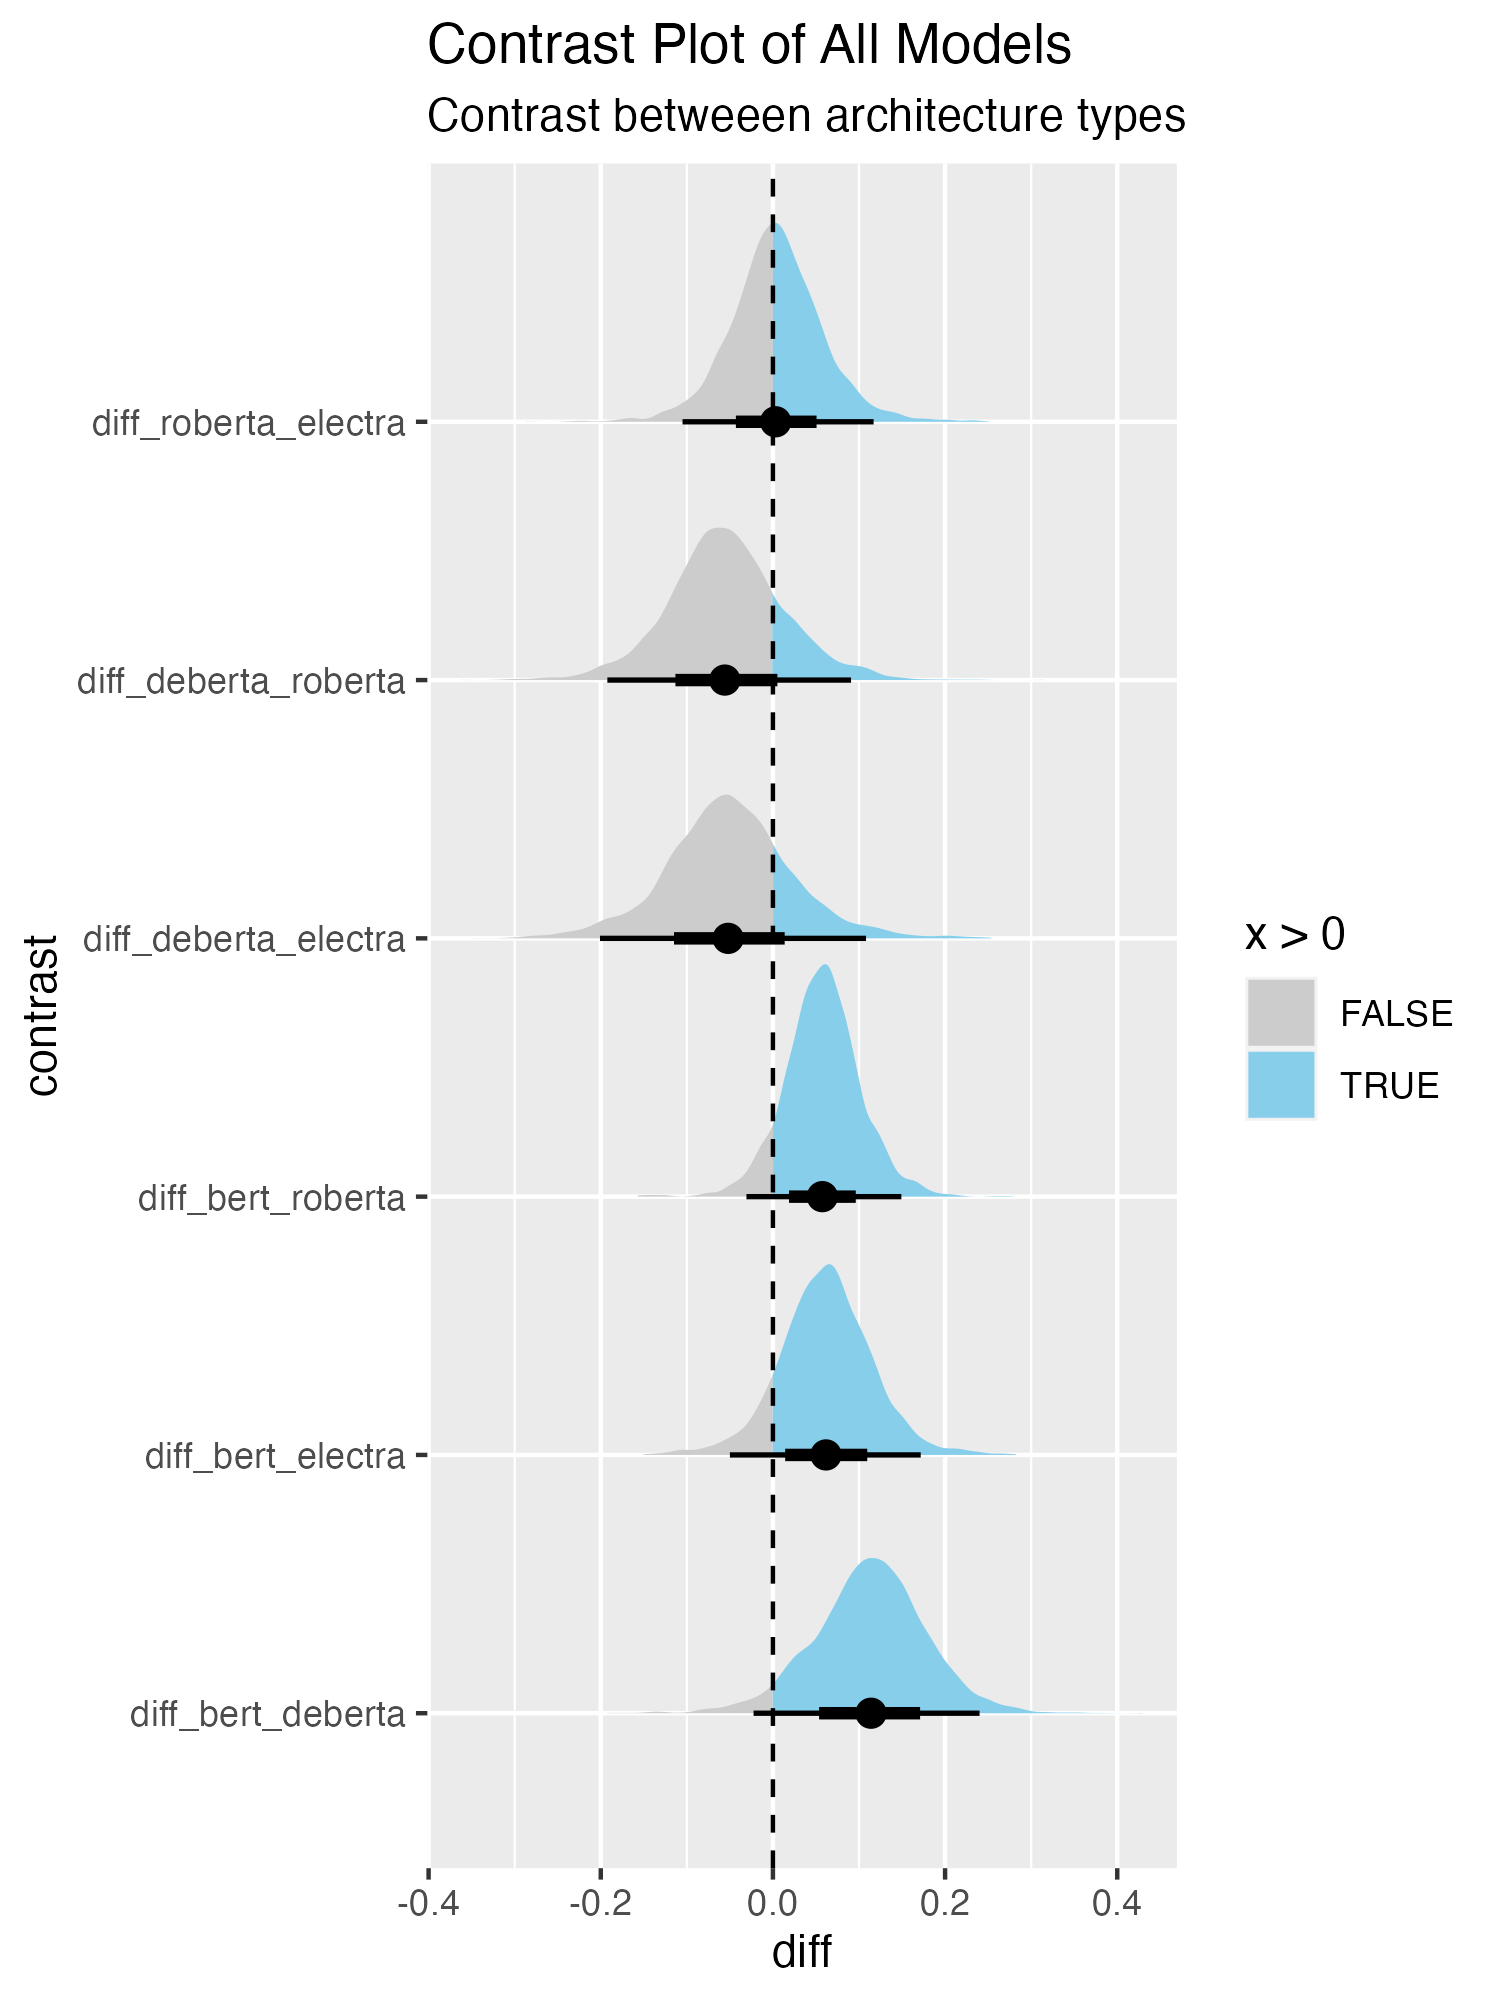 Contrast Plot of All Models
Contrast betweeen architecture types
diff_roberta_electra
diff_deberta_roberta
diff_deberta_electra
diff_bert_roberta
diff_bert_electra
diff_bert_deberta
contrast
-0.4
-0.2
0.0
0.2
0.4
diff
x > 0
FALSE
TRUE